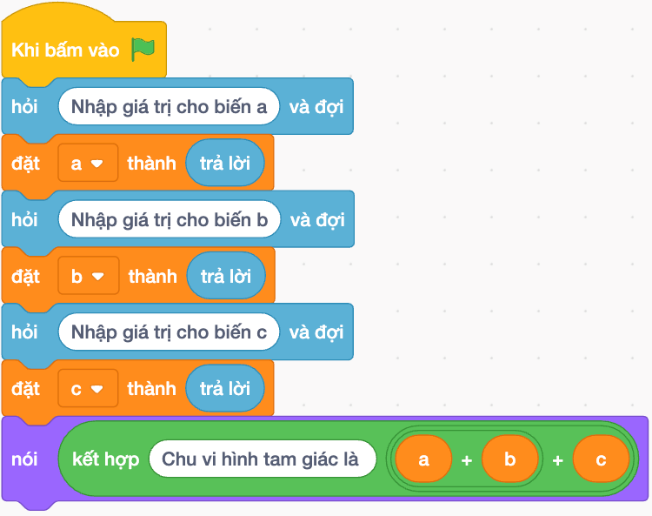 Khi bấm vào
hỏi Nhập giá trị cho biến a và đợi
đặt a thành trả lời
hỏi Nhập giá trị cho biến b và đợi
đặt b thành trả lời
hỏi Nhập giá trị cho biến c và đợi
đặt c thành trả lời
nói kết hợp Chu vi hình tam giác là a + b + c